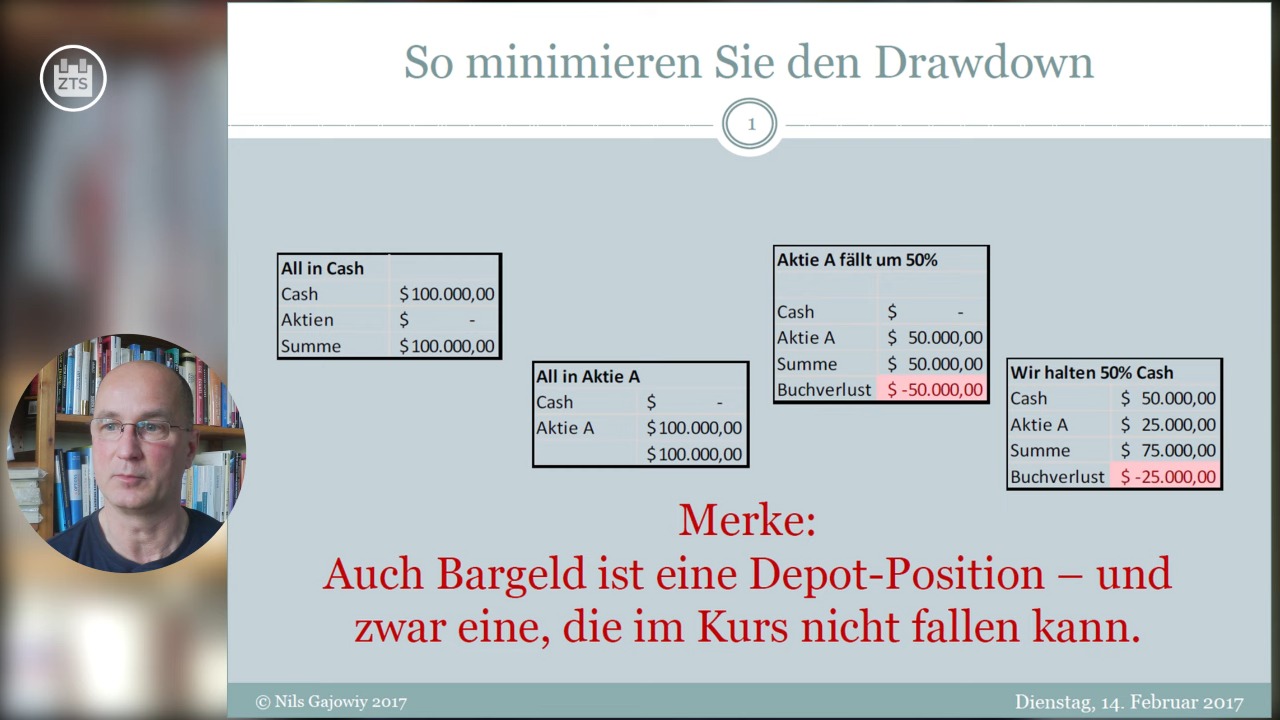 ZTS
So minimieren Sie den Drawdown
1
All in Cash
Cash $ 100.000,00
Aktien $ -
Summe $ 100.000,00
All in Aktie A
Cash $ -
Aktie A $ 100.000,00
$ 100.000,00
Aktie A fällt um 50%
Cash $ -
Aktie A $ 50.000,00
Summe $ 50.000,00
Buchverlust $ -50.000,00
Wir halten 50% Cash
Cash $ 50.000,00
Aktie A $ 25.000,00
Summe $ 75.000,00
Buchverlust $ -25.000,00
Merke:
Auch Bargeld ist eine Depot-Position – und
zwar eine, die im Kurs nicht fallen kann.
© Nils Gajowiy 2017
Dienstag, 14. Februar 2017